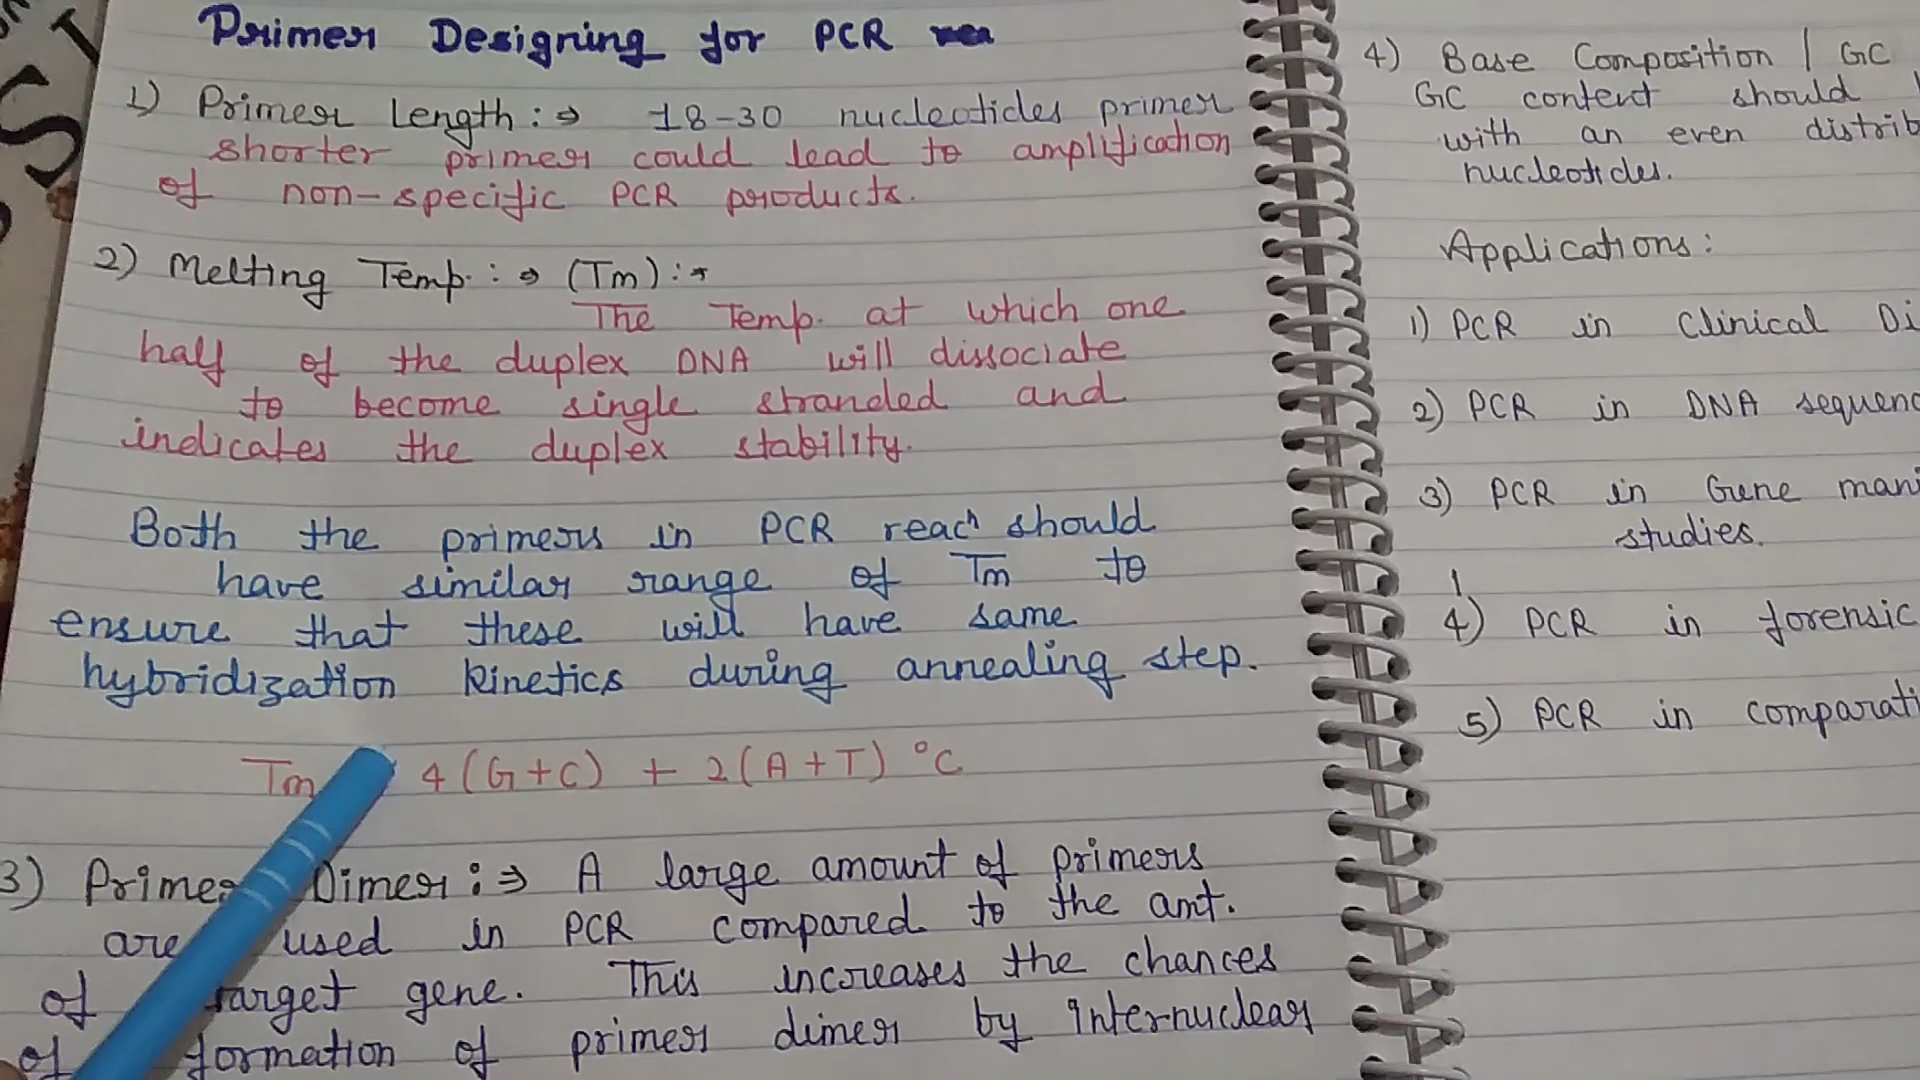 Primer Designing for PCR
1) Primer Length :⇒ 18-30 nucleotides primer
shorter primer could lead to amplification
of non-specific PCR products.
2) Melting Temp. :→ (Tm) :→
The Temp. at which one
half of the duplex DNA will dissociate
to become single stranded and
indicates the duplex stability.
Both the primers in PCR reacⁿ should
have similar range of Tm to
ensure that these will have same
hybridization kinetics during annealing step.
Tm 4 (G+C) + 2 (A+T) °C
3) Primer Dimer :⇒ A large amount of primers
are used in PCR compared to the amt.
of target gene. This increases the chances
of formation of primer dimer by internuclear
4) Base Composition / GC
GC content should
with an even distrib
nucleotides.
Applications :
1) PCR in Clinical Di
2) PCR in DNA sequenc
3) PCR in Gene mani
studies.
4) PCR in forensic
5) PCR in comparati